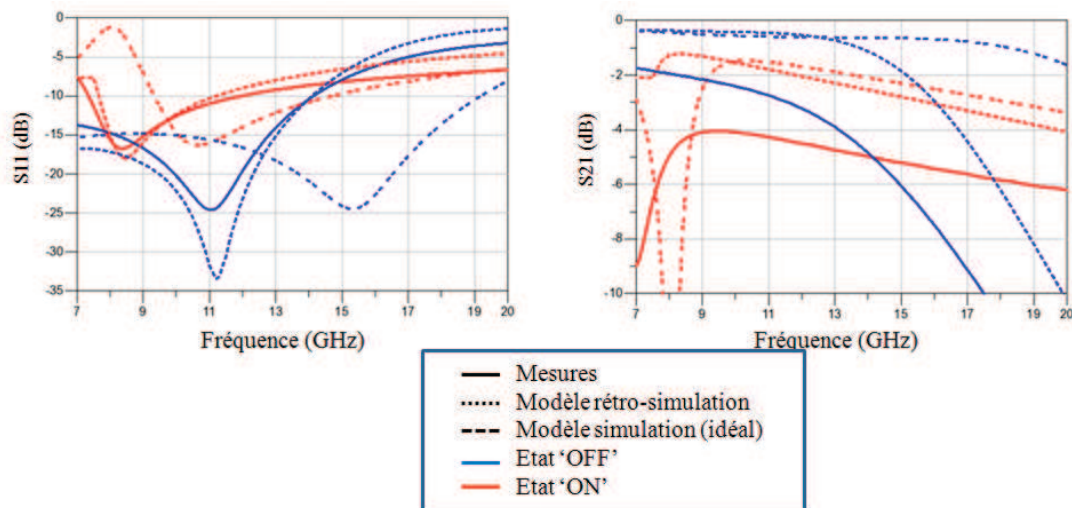 0
-5
-10
-15
-20
-25
-30
-35
S11 (dB)
7 9 11 13 15 17 20
Fréquence (GHz)
0
-2
-4
-6
-8
-10
S21 (dB)
7 9 11 13 15 17 20
Fréquence (GHz)
Mesures
Modèle rétro-simulation
Modèle simulation (idéal)
Etat ‘OFF’
Etat ‘ON’